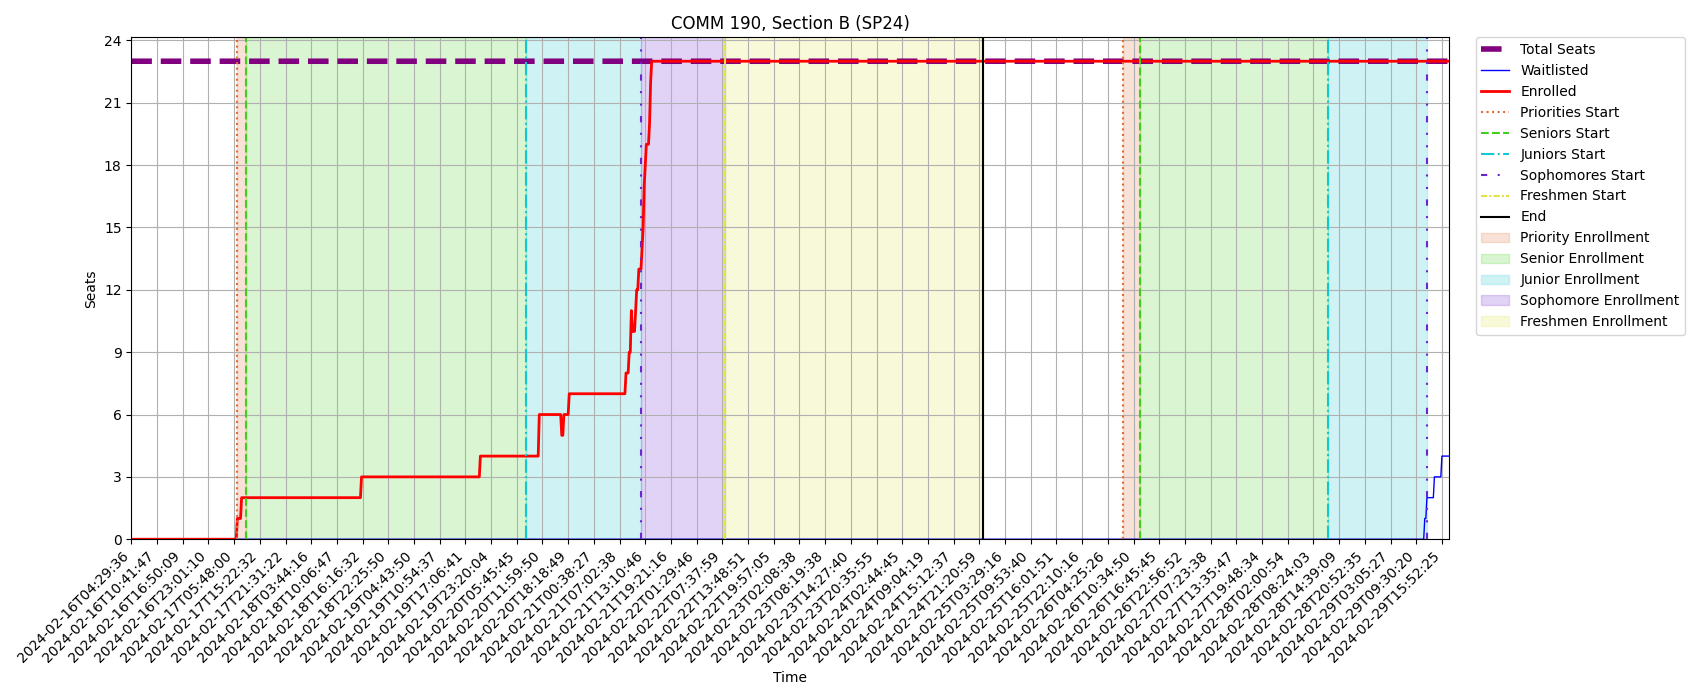 COMM 190, Section B (SP24)
Seats
24
21
18
15
12
9
6
3
0
2024-02-16T04:29:36
2024-02-16T10:41:47
2024-02-16T16:50:09
2024-02-16T23:01:10
2024-02-17T05:48:00
2024-02-17T15:22:32
2024-02-17T21:31:22
2024-02-18T03:44:16
2024-02-18T10:06:47
2024-02-18T16:16:32
2024-02-18T22:25:50
2024-02-19T04:43:50
2024-02-19T10:54:37
2024-02-19T17:06:41
2024-02-19T23:20:04
2024-02-20T05:45:45
2024-02-20T11:59:50
2024-02-20T18:18:49
2024-02-21T00:38:27
2024-02-21T07:02:38
2024-02-21T13:10:46
2024-02-21T19:21:16
2024-02-22T01:29:46
2024-02-22T07:37:59
2024-02-22T13:48:51
2024-02-22T19:57:05
2024-02-23T02:08:38
2024-02-23T08:19:38
2024-02-23T14:27:40
2024-02-23T20:35:55
2024-02-24T02:44:45
2024-02-24T09:04:19
2024-02-24T15:12:37
2024-02-24T21:20:59
2024-02-25T03:29:16
2024-02-25T09:53:40
2024-02-25T16:01:51
2024-02-25T22:10:16
2024-02-26T04:25:26
2024-02-26T10:34:50
2024-02-26T16:45:45
2024-02-26T22:56:52
2024-02-27T07:23:38
2024-02-27T13:35:47
2024-02-27T19:48:34
2024-02-28T02:00:54
2024-02-28T08:24:03
2024-02-28T14:39:09
2024-02-28T20:52:35
2024-02-29T03:05:27
2024-02-29T09:30:20
2024-02-29T15:52:25
Time
Total Seats
Waitlisted
Enrolled
Priorities Start
Seniors Start
Juniors Start
Sophomores Start
Freshmen Start
End
Priority Enrollment
Senior Enrollment
Junior Enrollment
Sophomore Enrollment
Freshmen Enrollment